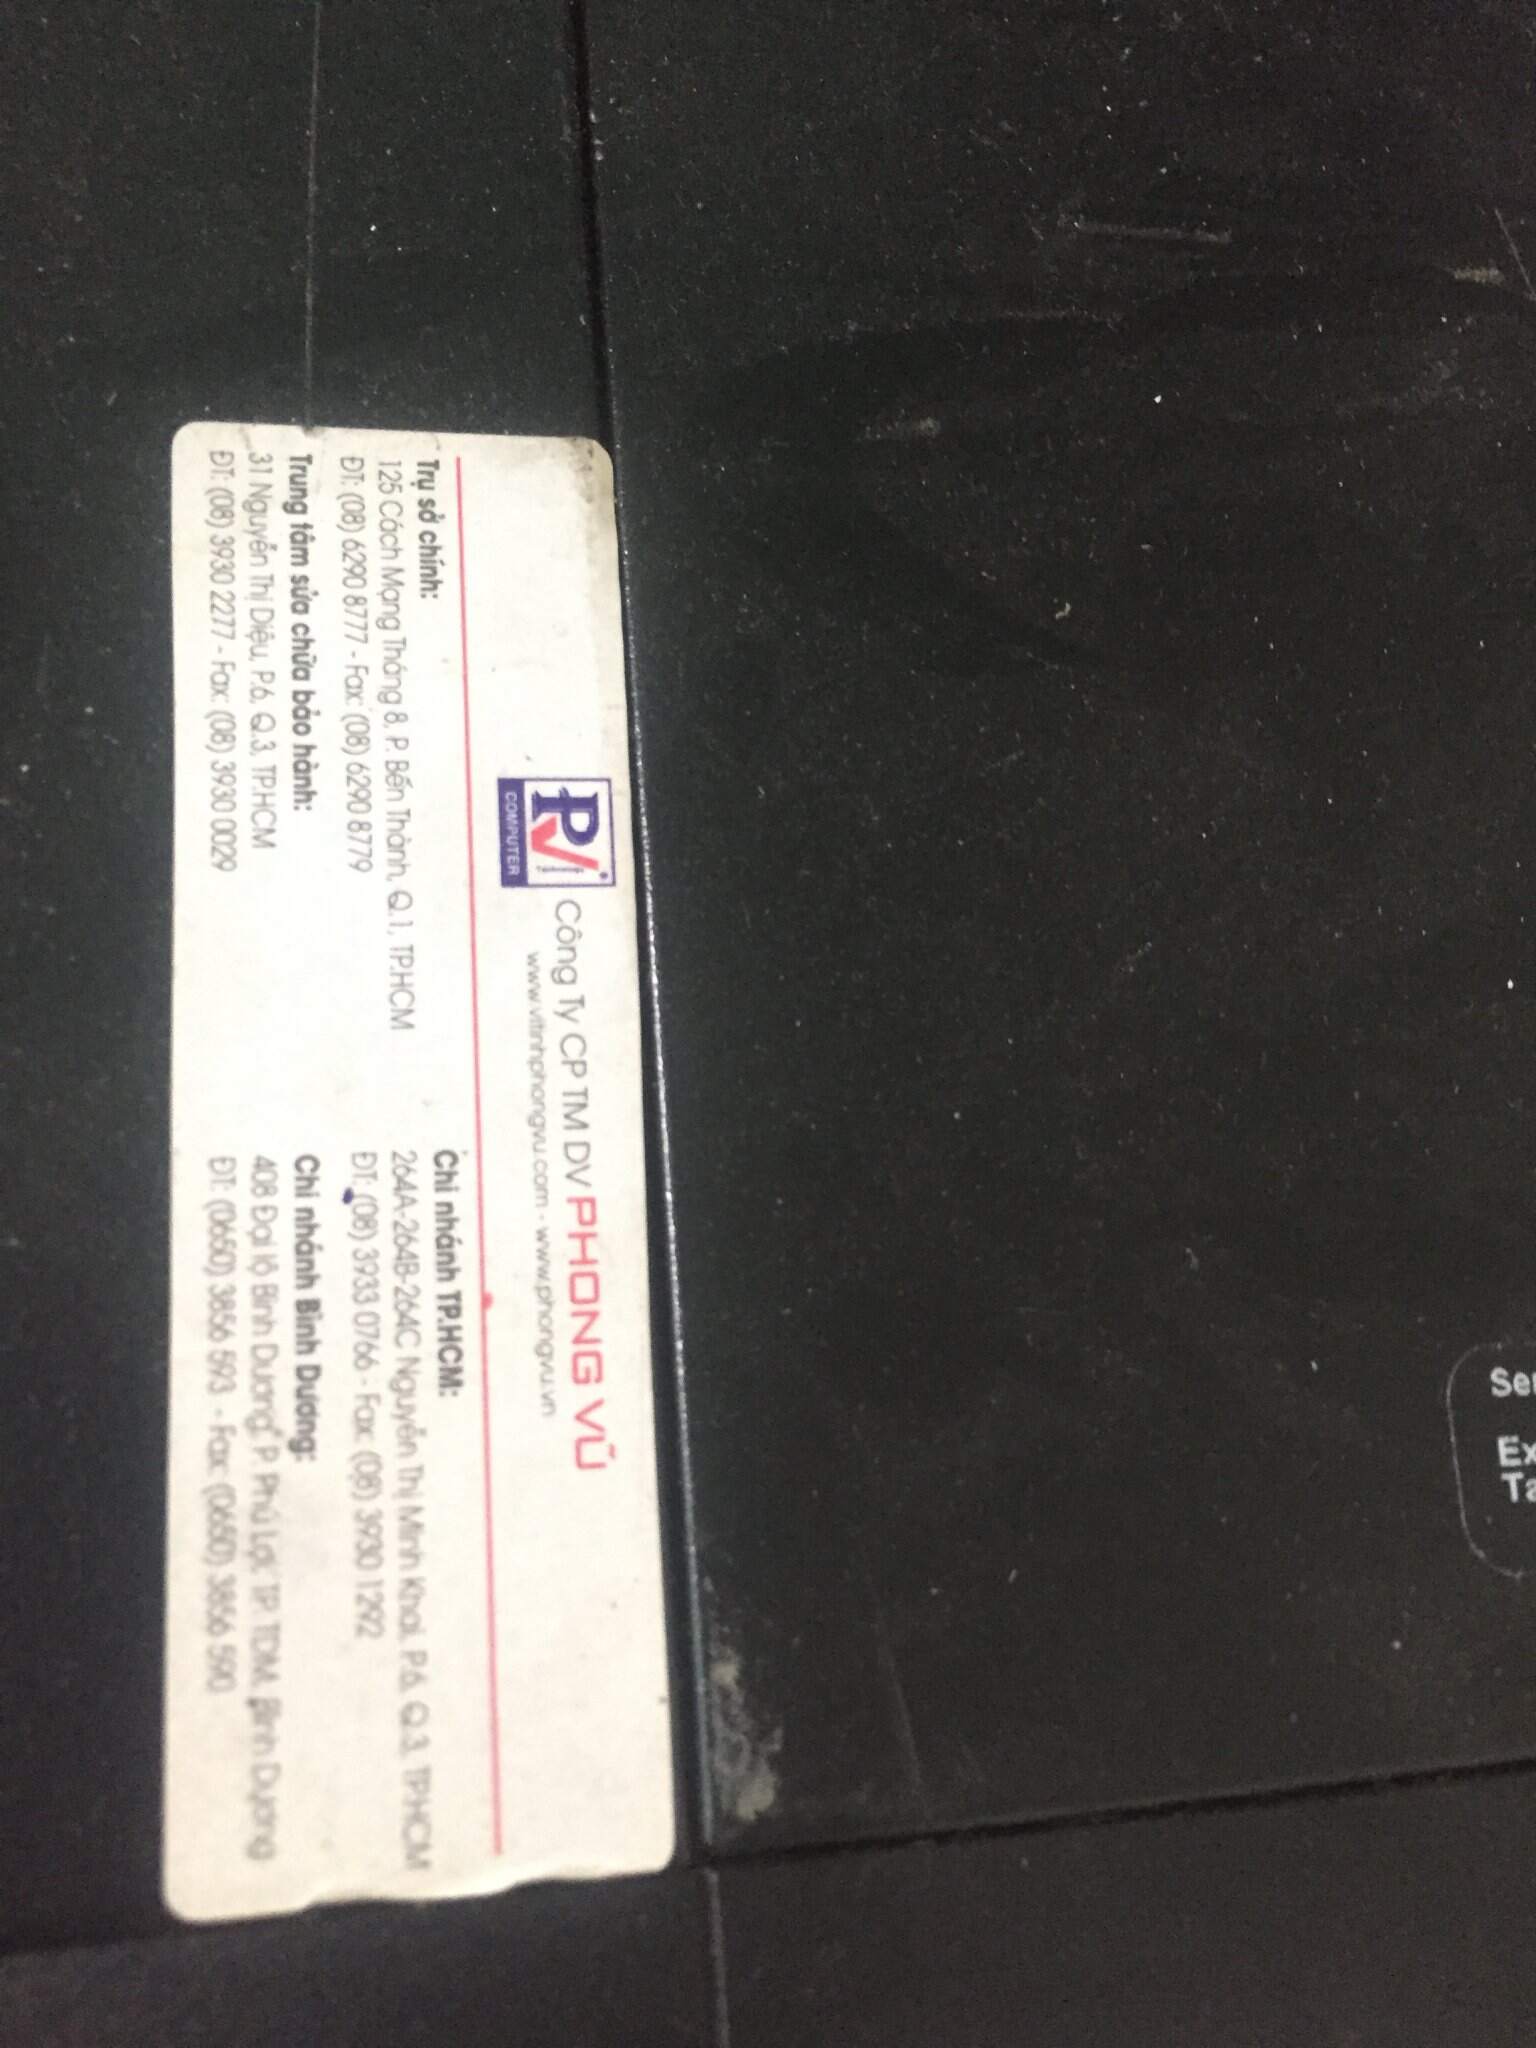 PV
COMPUTER
Công Ty CP TM DV PHONG VŨ
www.vitinhphongvu.com - www.phongvu.vn
Trụ sở chính:
125 Cách Mạng Tháng 8, P. Bến Thành, Q.1, TP.HCM
ĐT: (08) 6290 8777 - Fax: (08) 6290 8779
Trung tâm sửa chữa bảo hành:
31 Nguyễn Thị Diệu, P.6, Q.3, TP.HCM
ĐT: (08) 3930 2277 - Fax: (08) 3930 0029
Chi nhánh TP.HCM:
264A-264B-264C Nguyễn Thị Minh Khai, P.6, Q.3, TP.HCM
ĐT: (08) 3933 0766 - Fax: (08) 3930 1292
Chi nhánh Bình Dương:
408 Đại lộ Bình Dương, P. Phú Lợi, TP. TDM, Bình Dương
ĐT: (0650) 3856 593 - Fax: (0650) 3856 590
Ser
Ex
Ta